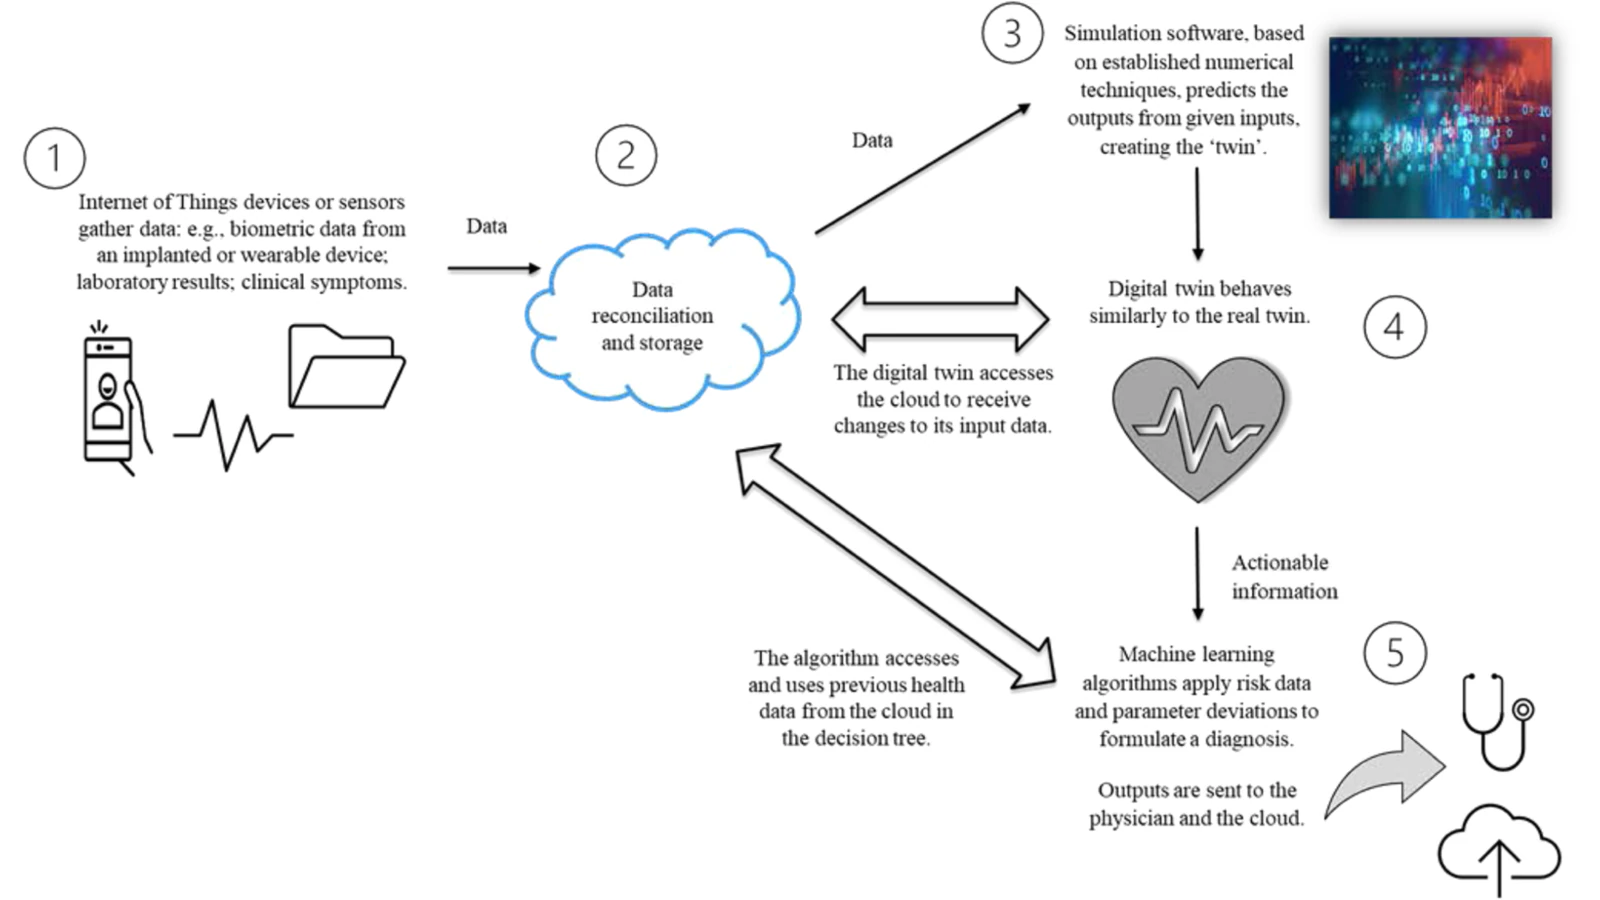 1
Internet of Things devices or sensors
gather data: e.g., biometric data from
an implanted or wearable device;
laboratory results; clinical symptoms.
Data
2
Data
reconciliation
and storage
Data
3
Simulation software, based
on established numerical
techniques, predicts the
outputs from given inputs,
creating the ‘twin’.
Digital twin behaves
similarly to the real twin.
4
The digital twin accesses
the cloud to receive
changes to its input data.
Actionable
information
The algorithm accesses
and uses previous health
data from the cloud in
the decision tree.
5
Machine learning
algorithms apply risk data
and parameter deviations to
formulate a diagnosis.
Outputs are sent to the
physician and the cloud.